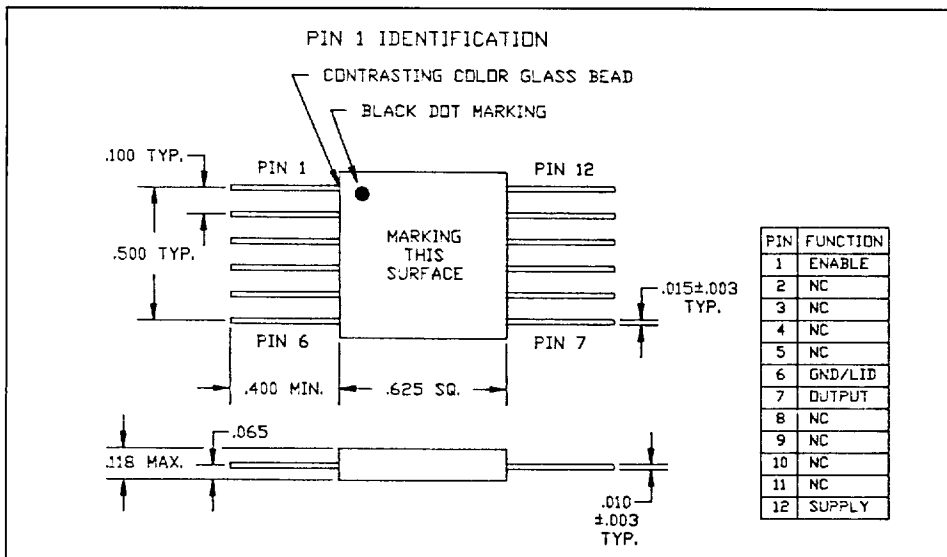 PIN 1 IDENTIFICATION
CONTRASTING COLOR GLASS BEAD
BLACK DOT MARKING
.100 TYP.
PIN 1
PIN 12
.500 TYP.
MARKING
THIS
SURFACE
.015±.003
TYP.
PIN 6
PIN 7
.400 MIN.
.625 SQ.
.065
.118 MAX.
.010
±.003
TYP.
PIN FUNCTION
1 ENABLE
2 NC
3 NC
4 NC
5 NC
6 GND/LID
7 OUTPUT
8 NC
9 NC
10 NC
11 NC
12 SUPPLY